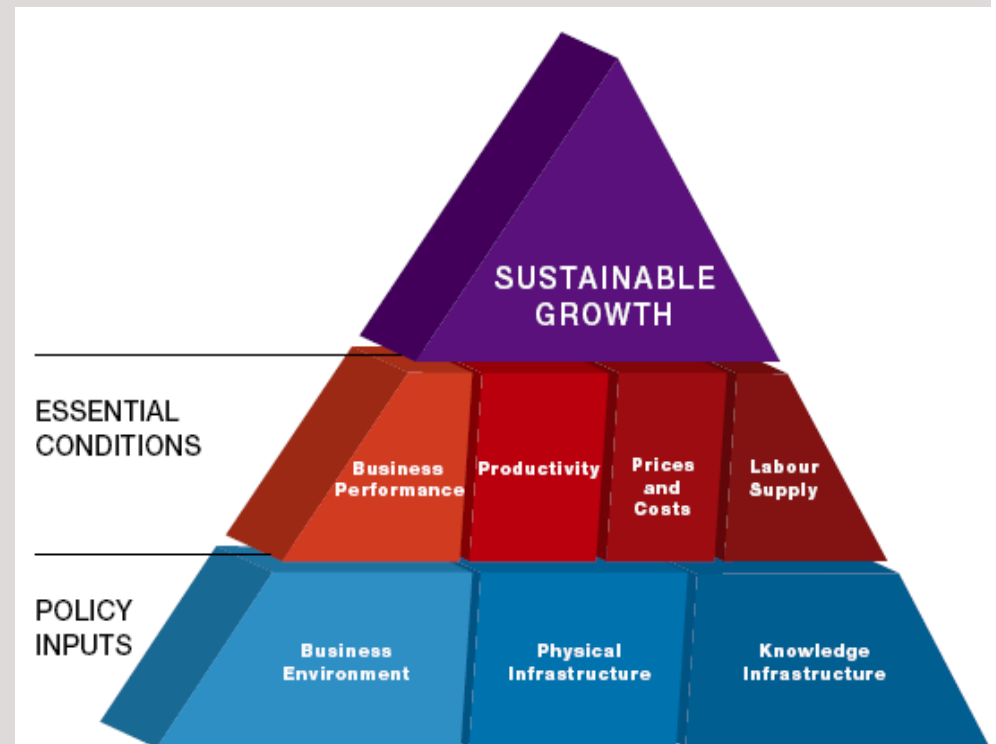 SUSTAINABLE
GROWTH
ESSENTIAL
CONDITIONS
Business
Performance
Productivity
Prices
and
Costs
Labour
Supply
POLICY
INPUTS
Business
Environment
Physical
Infrastructure
Knowledge
Infrastructure